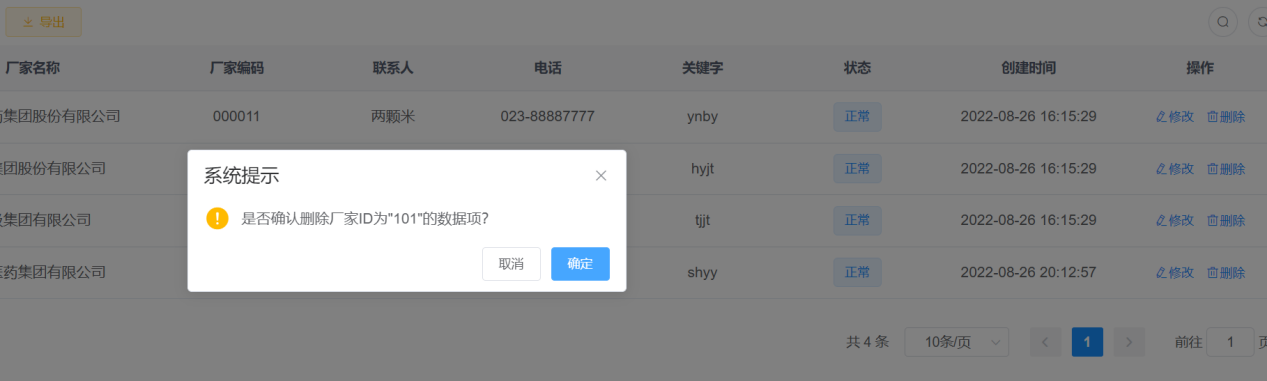 导出
厂家名称 厂家编码 联系人 电话 关键字 状态 创建时间 操作
集团股份有限公司 000011 两颗米 023-88887777 ynby 正常 2022-08-26 16:15:29 修改 删除
集团股份有限公司 hyjt 正常 2022-08-26 16:15:29 修改 删除
集团有限公司 tjjt 正常 2022-08-26 16:15:29 修改 删除
医药集团有限公司 shyy 正常 2022-08-26 20:12:57 修改 删除
系统提示
是否确认删除厂家ID为"101"的数据项?
取消 确定
共 4 条 10条/页 1 前往 1